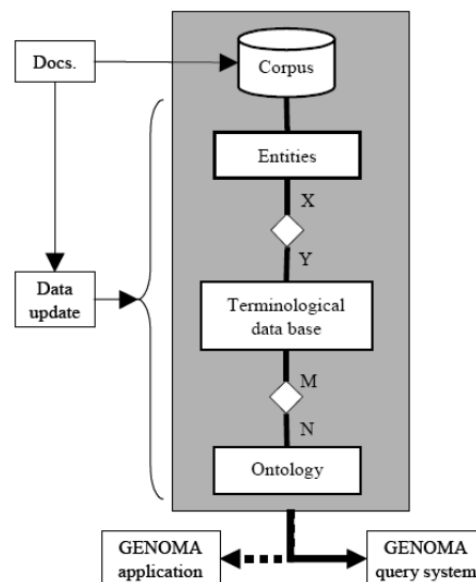 Docs.
Corpus
Entities
X
Y
Data
update
Terminological
data base
M
N
Ontology
GENOMA
application
GENOMA
query system